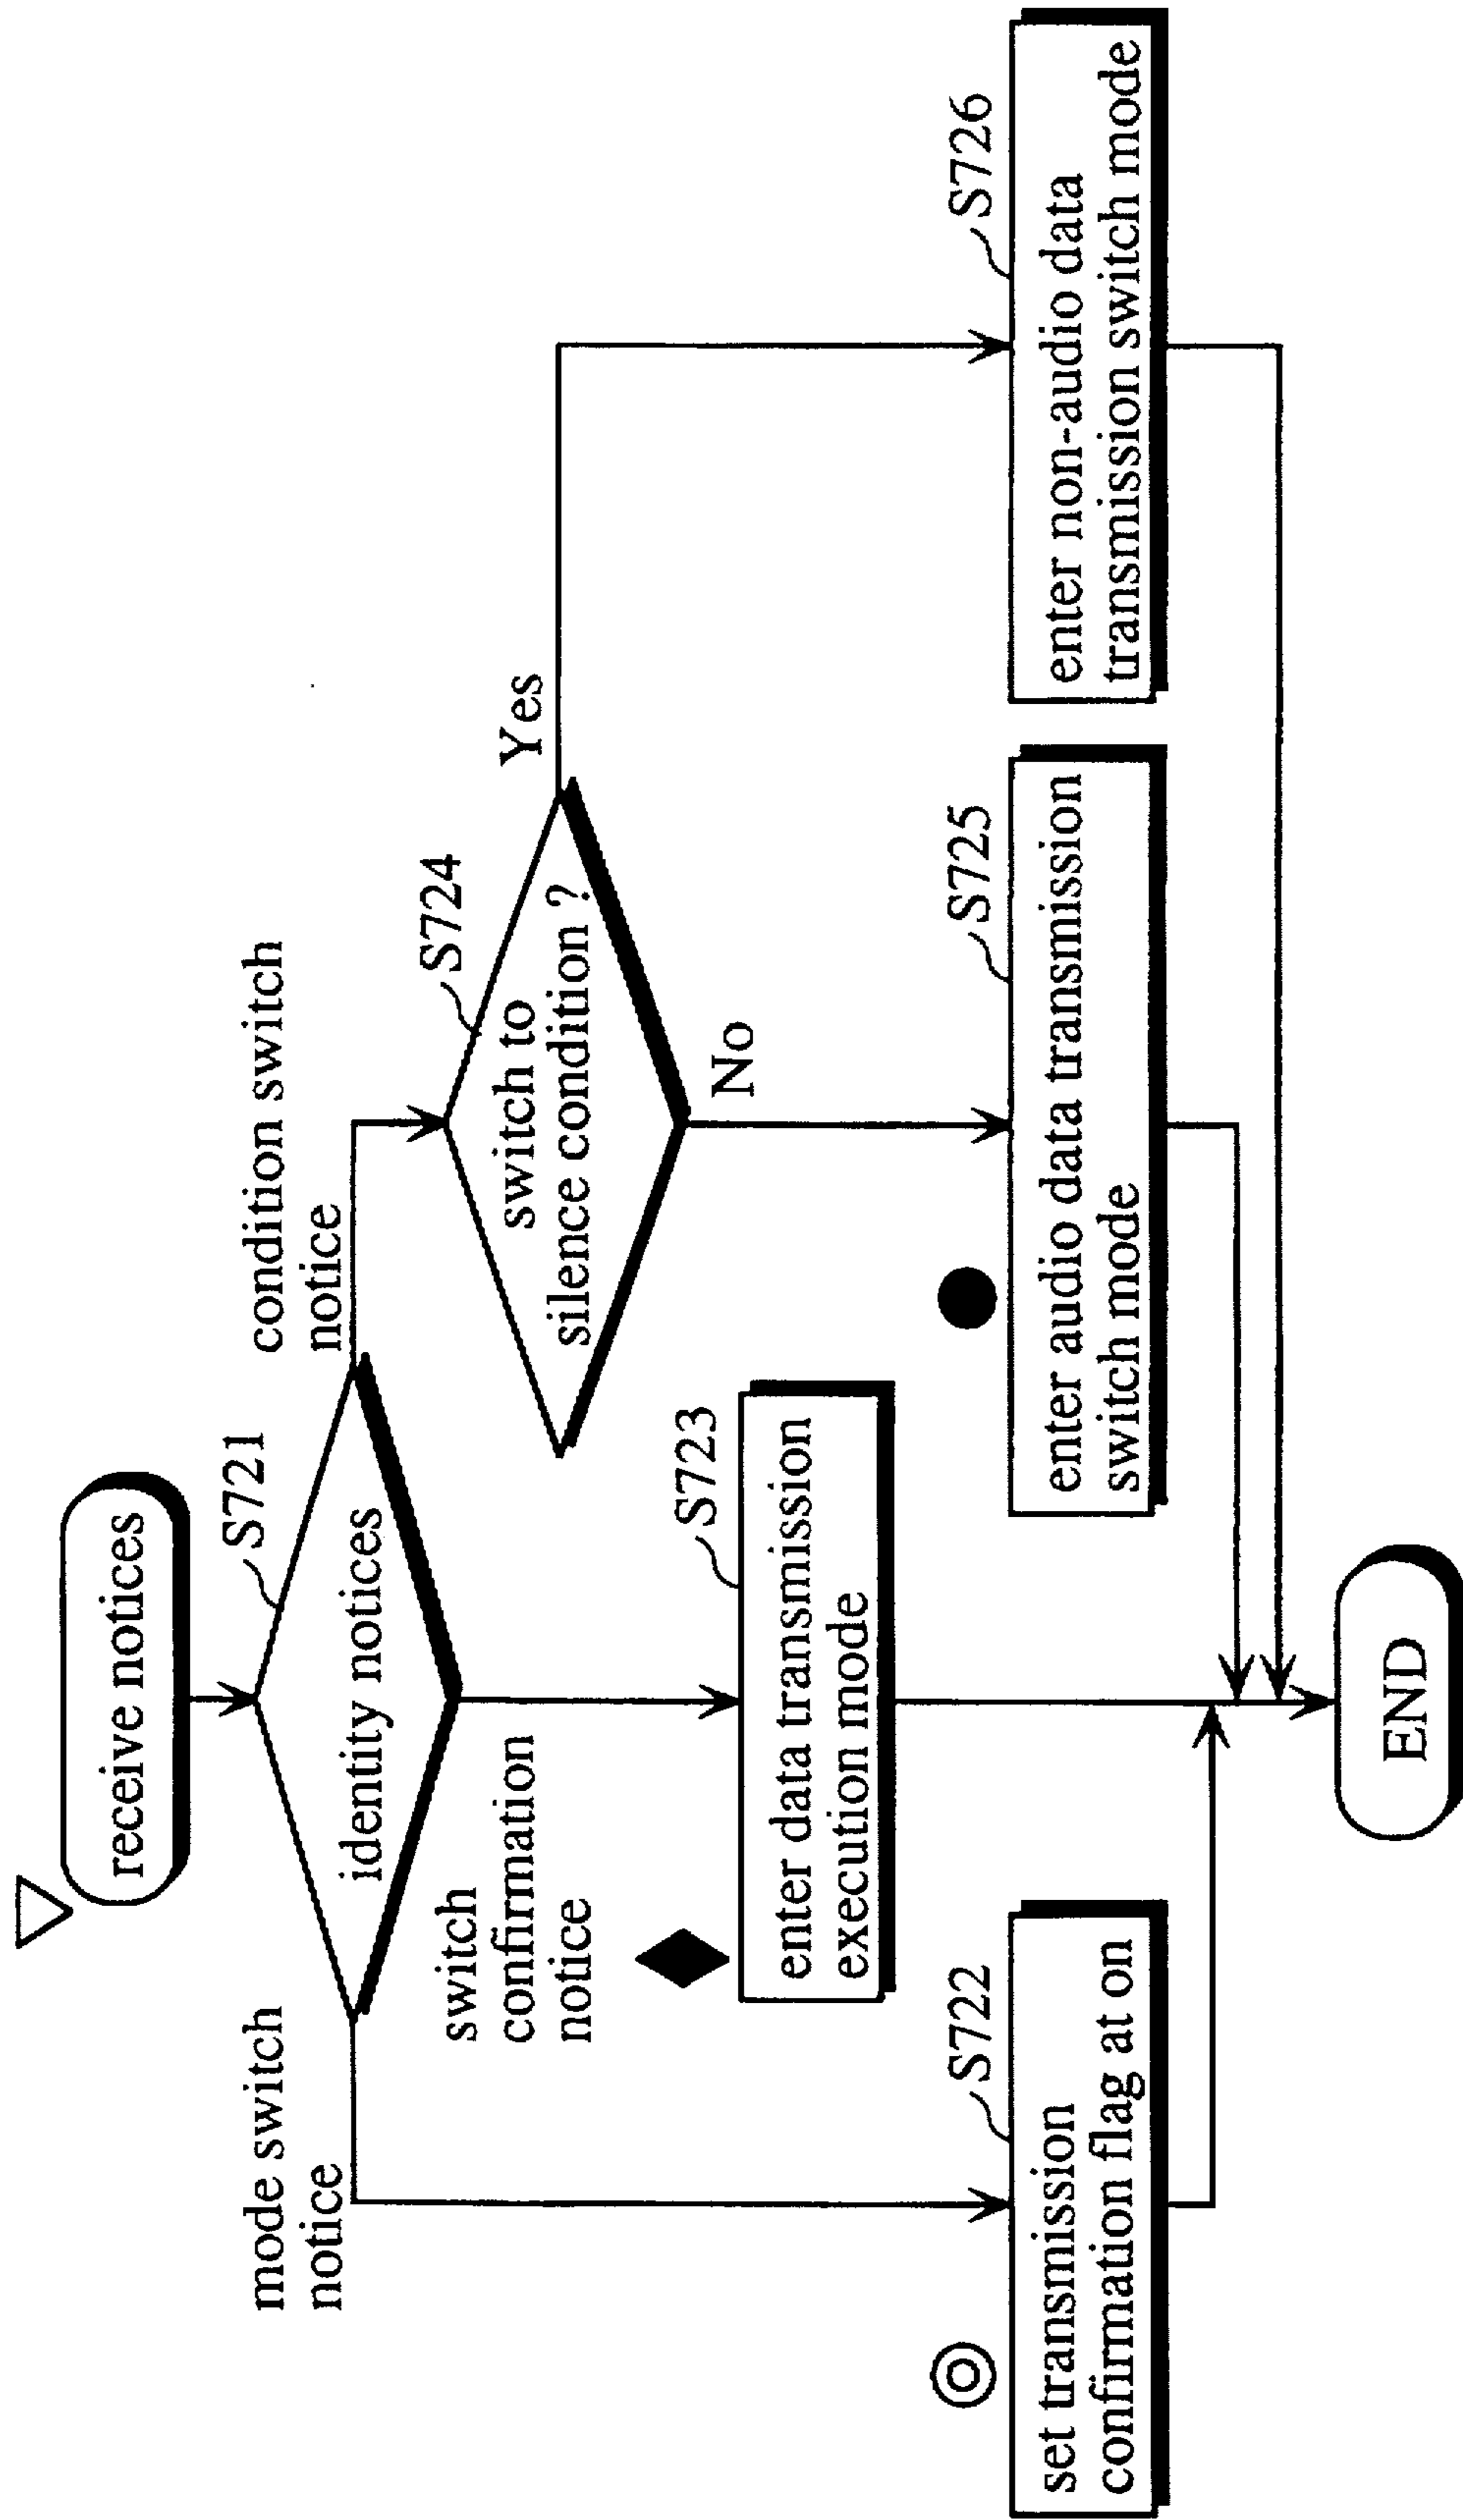 receive notices
S721
identity notices
mode switch
notice
switch
confirmation
notice
condition switch
notice
S724
switch to
silence condition ?
Yes
No
S723
enter data transmission
execution mode
S722
set transmission
confirmation flag at on
S725
enter audio data transmission
switch mode
S726
enter non-audio data
transmission switch mode
END